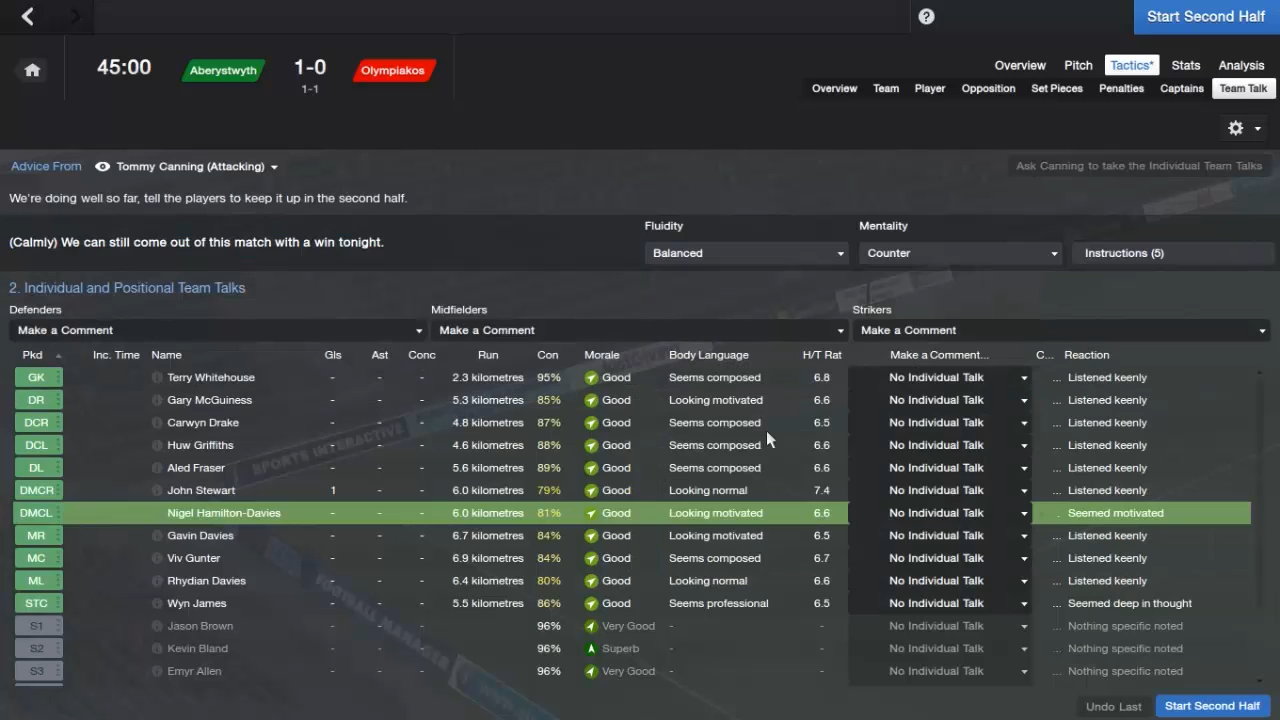 Start Second Half
45:00 Aberystwyth 1-0 Olympiakos
1-1
Overview Pitch Tactics* Stats Analysis
Overview Team Player Opposition Set Pieces Penalties Captains Team Talk
Advice From Tommy Canning (Attacking) Ask Canning to take the Individual Team Talks
We're doing well so far, tell the players to keep it up in the second half.
Fluidity Mentality
(Calmly) We can still come out of this match with a win tonight.
Balanced Counter Instructions (5)
2. Individual and Positional Team Talks
Defenders Midfielders Strikers
Make a Comment Make a Comment Make a Comment
Pkd Inc. Time Name Gls Ast Conc Run Con Morale Body Language H/T Rat Make a Comment... C... Reaction
GK Terry Whitehouse - - - 2.3 kilometres 95% Good Seems composed 6.8 No Individual Talk ... Listened keenly
DR Gary McGuiness - - - 5.3 kilometres 85% Good Looking motivated 6.6 No Individual Talk ... Listened keenly
DCR Carwyn Drake - - - 4.8 kilometres 87% Good Seems composed 6.5 No Individual Talk ... Listened keenly
DCL Huw Griffiths - - - 4.6 kilometres 88% Good Seems composed 6.6 No Individual Talk ... Listened keenly
DL Aled Fraser - - - 5.6 kilometres 89% Good Seems composed 6.6 No Individual Talk ... Listened keenly
DMCR John Stewart 1 - - 6.0 kilometres 79% Good Looking normal 7.4 No Individual Talk ... Listened keenly
DMCL Nigel Hamilton-Davies - - - 6.0 kilometres 81% Good Looking motivated 6.6 No Individual Talk Seemed motivated
MR Gavin Davies - - - 6.7 kilometres 84% Good Looking motivated 6.5 No Individual Talk ... Listened keenly
MC Viv Gunter - - - 6.9 kilometres 84% Good Seems composed 6.7 No Individual Talk ... Listened keenly
ML Rhydian Davies - - - 6.4 kilometres 80% Good Looking normal 6.6 No Individual Talk ... Listened keenly
STC Wyn James - - - 5.5 kilometres 86% Good Seems professional 6.5 No Individual Talk ... Seemed deep in thought
S1 Jason Brown - - - 96% Very Good - - No Individual Talk ... Nothing specific noted
S2 Kevin Bland - - - 96% Superb - - No Individual Talk ... Nothing specific noted
S3 Emyr Allen - - - 96% Very Good - - No Individual Talk ... Nothing specific noted
SPORTS INTERACTIVE
FOOTBALL MANAGER
Undo Last Start Second Half